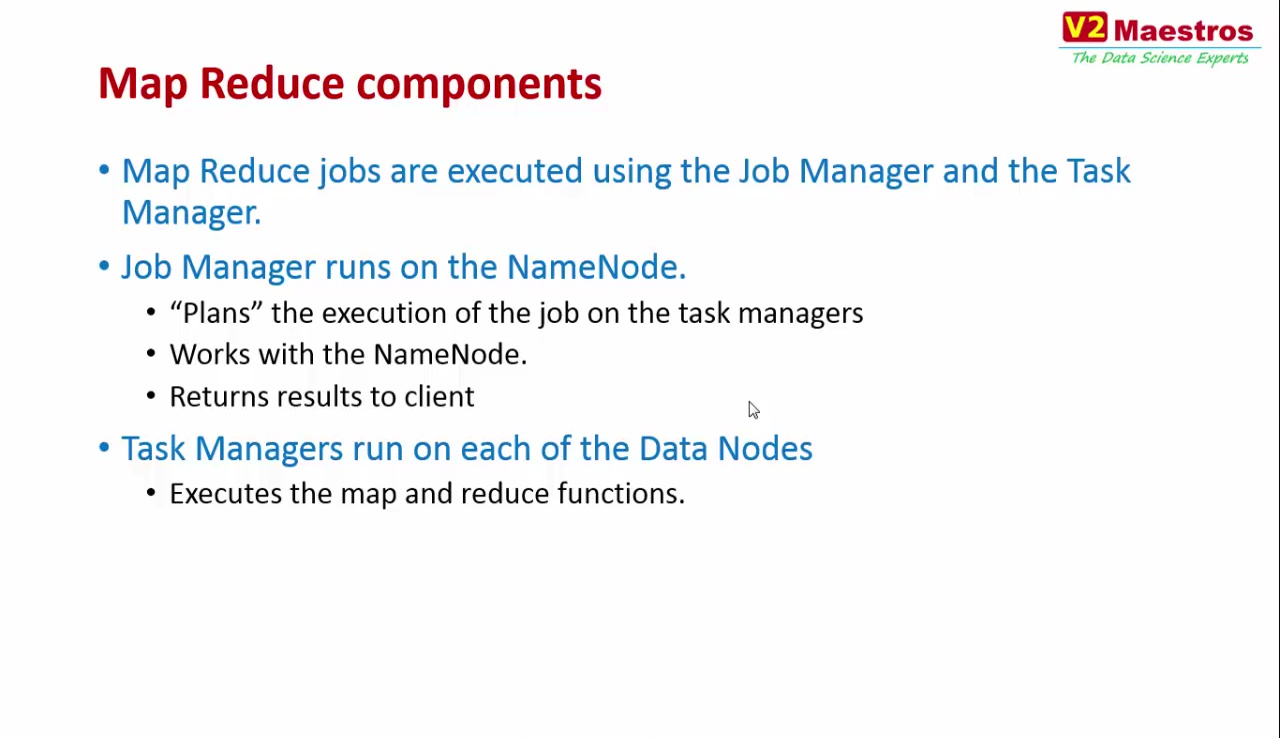 V2 Maestros
The Data Science Experts
Map Reduce components
• Map Reduce jobs are executed using the Job Manager and the Task
Manager.
• Job Manager runs on the NameNode.
• “Plans” the execution of the job on the task managers
• Works with the NameNode.
• Returns results to client
• Task Managers run on each of the Data Nodes
• Executes the map and reduce functions.